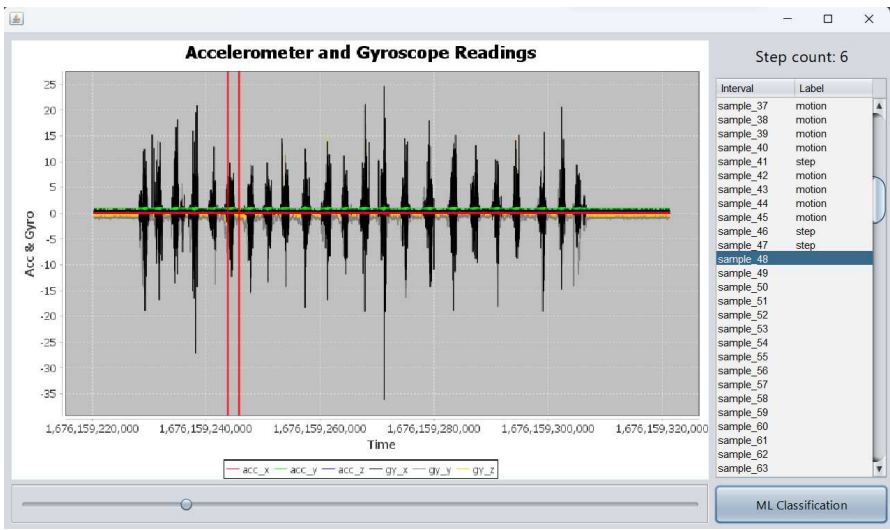 Accelerometer and Gyroscope Readings
Step count: 6
Interval Label
sample_37 motion
sample_38 motion
sample_39 motion
sample_40 motion
sample_41 step
sample_42 motion
sample_43 motion
sample_44 motion
sample_45 motion
sample_46 step
sample_47 step
sample_48
sample_49
sample_50
sample_51
sample_52
sample_53
sample_54
sample_55
sample_56
sample_57
sample_58
sample_59
sample_60
sample_61
sample_62
sample_63
25
20
15
10
5
0
-5
-10
-15
-20
-25
-30
-35
Acc & Gyro
1,676,159,220,000 1,676,159,240,000 1,676,159,260,000 1,676,159,280,000 1,676,159,300,000 1,676,159,320,000
Time
acc_x acc_y acc_z gy_x gy_y gy_z
ML Classification